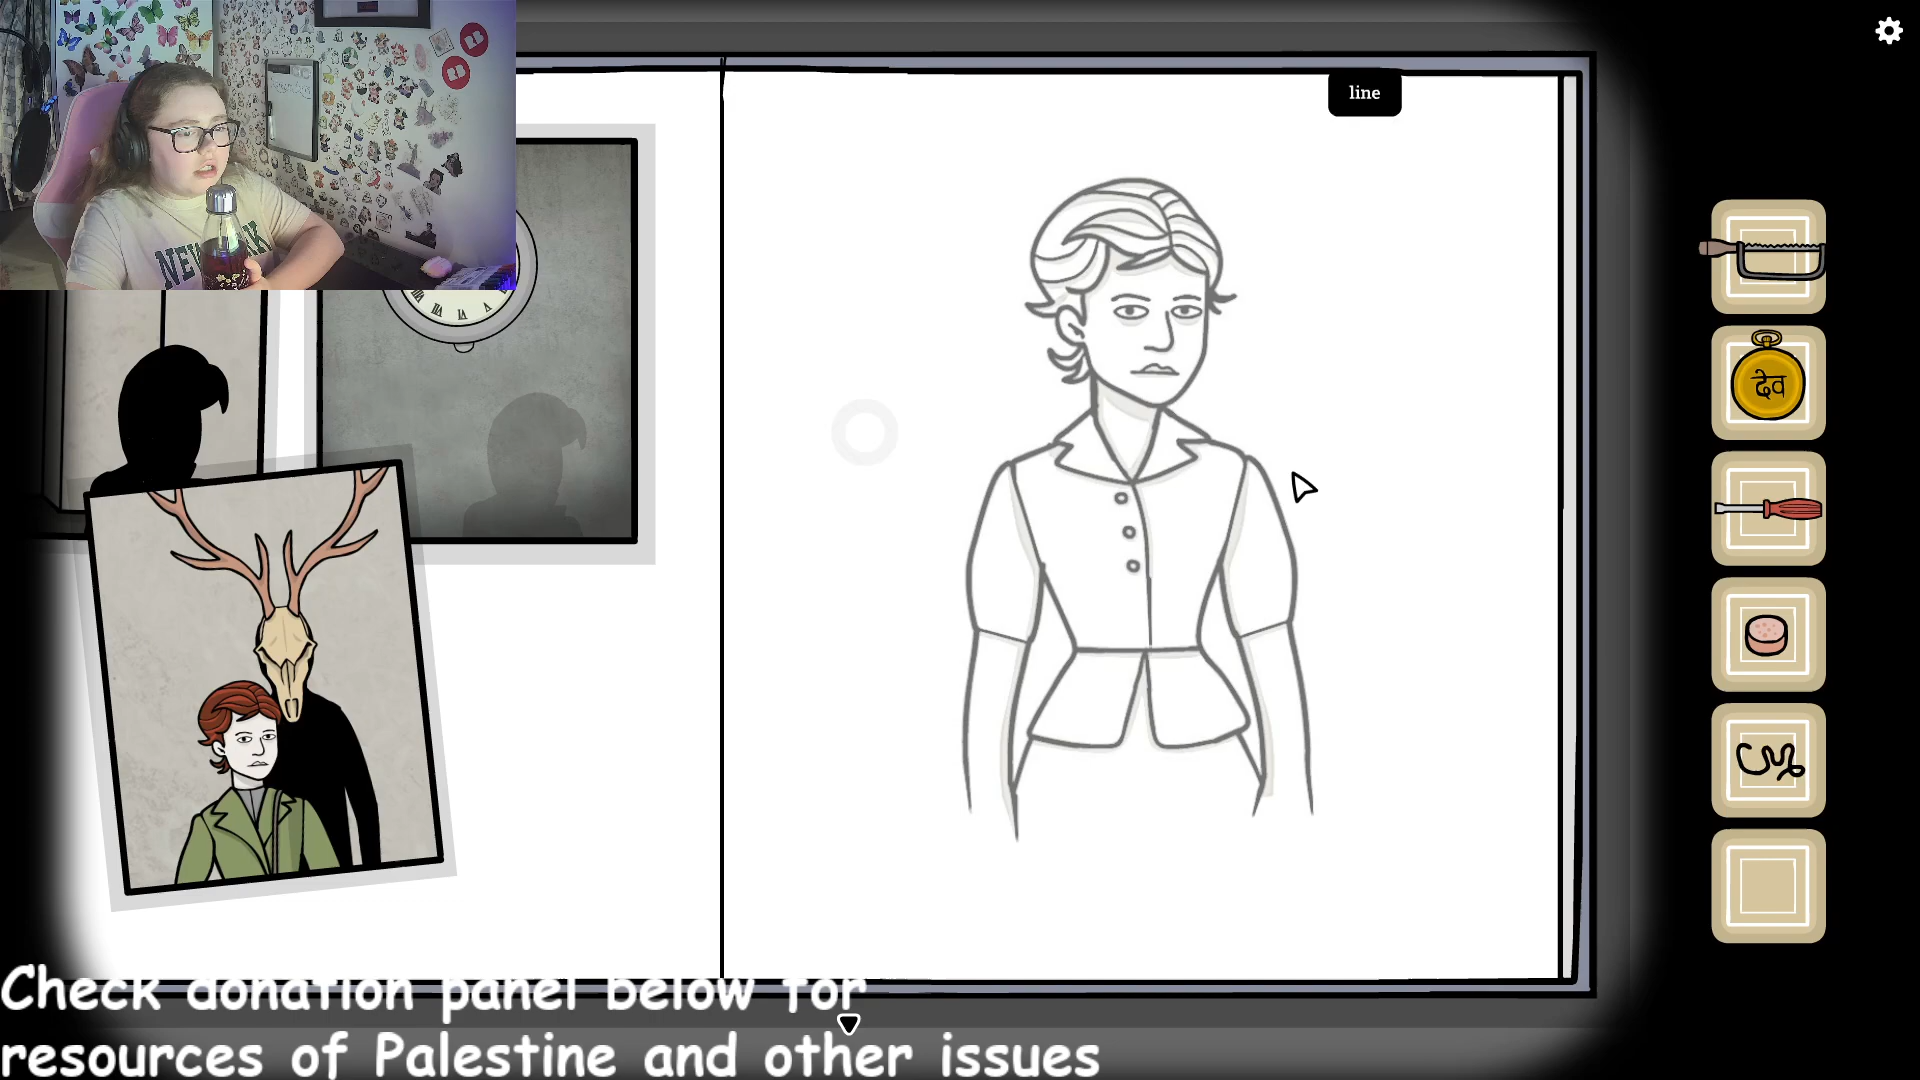 line
देव
Check donation panel below for
resources of Palestine and other issues